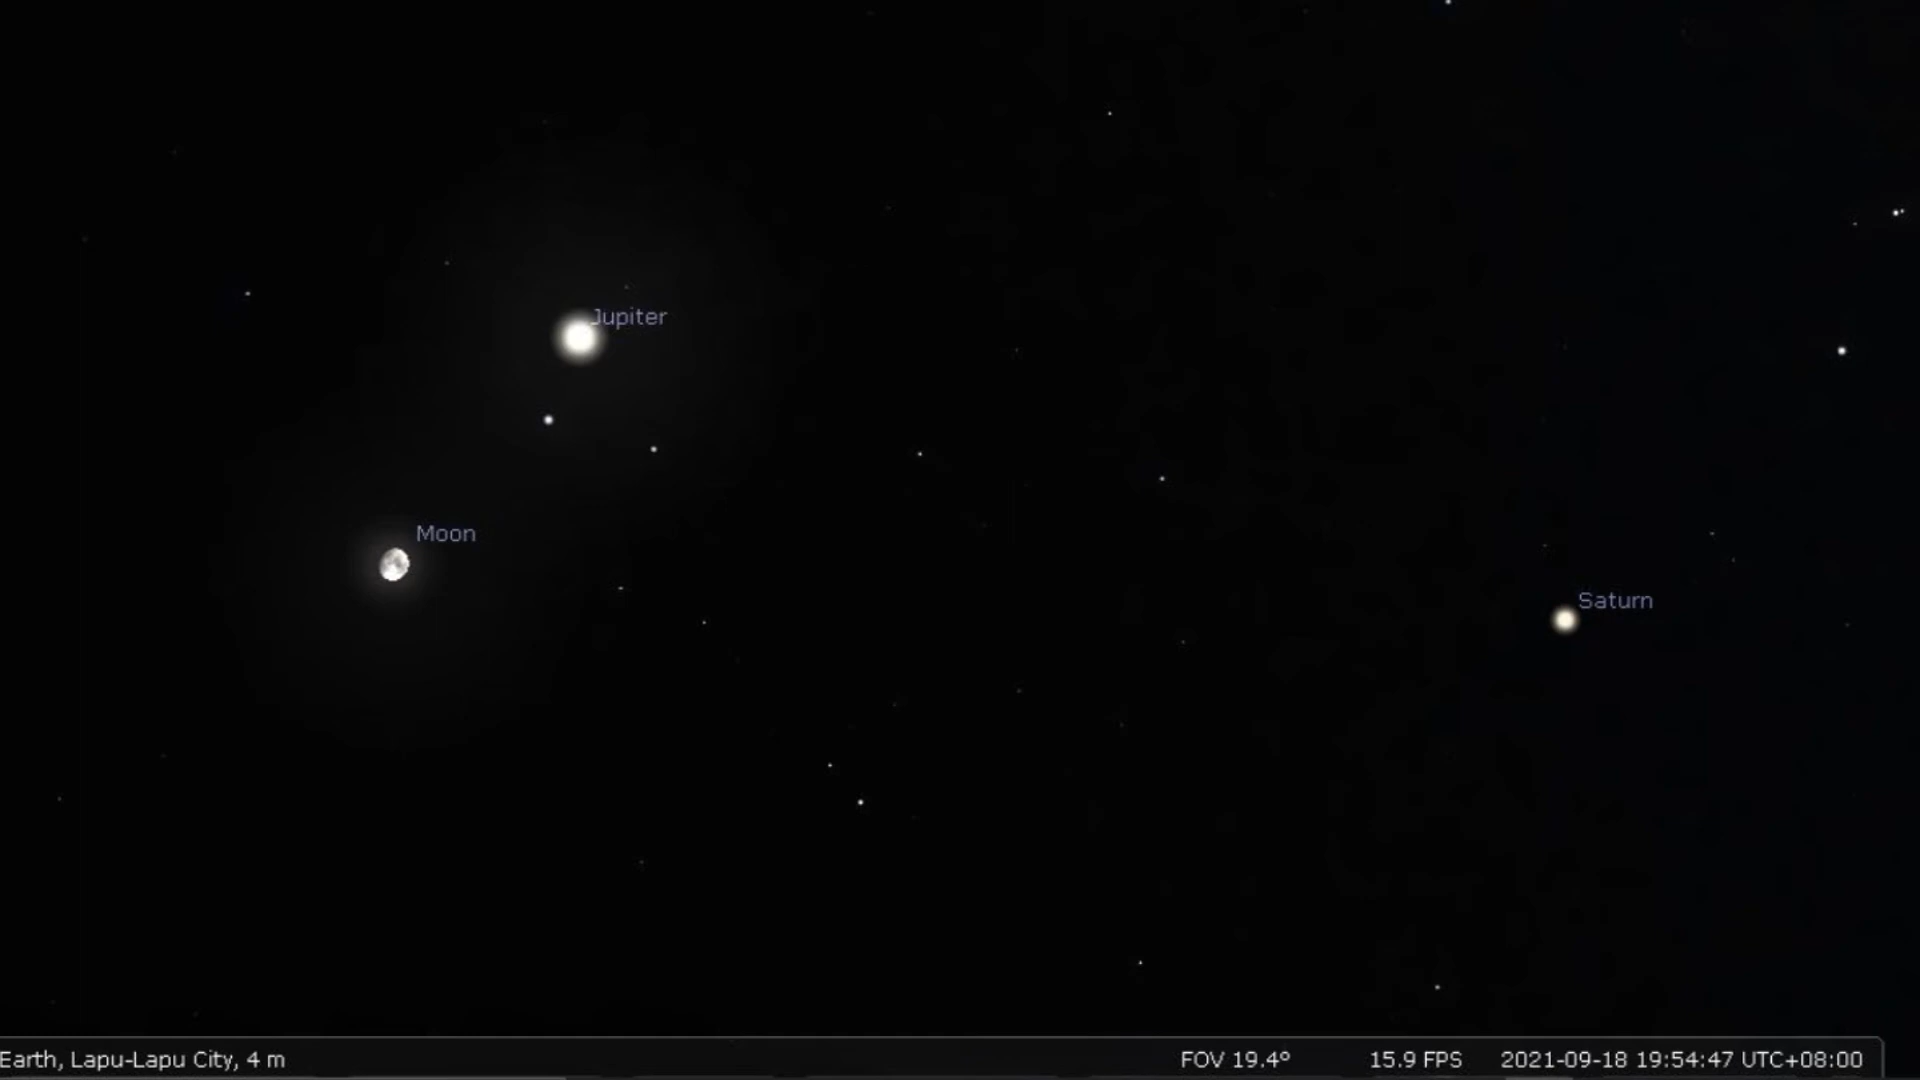 Jupiter
Moon
Saturn
Earth, Lapu-Lapu City, 4 m
FOV 19.4° 15.9 FPS 2021-09-18 19:54:47 UTC+08:00